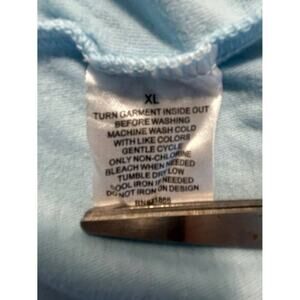 XL
TURN GARMENT INSIDE OUT
BEFORE WASHING
MACHINE WASH COLD
WITH LIKE COLORS
GENTLE CYCLE
ONLY NON-CHLORINE
BLEACH WHEN NEEDED
TUMBLE DRY LOW
COOL IRON IF NEEDED
DO NOT IRON ON DESIGN